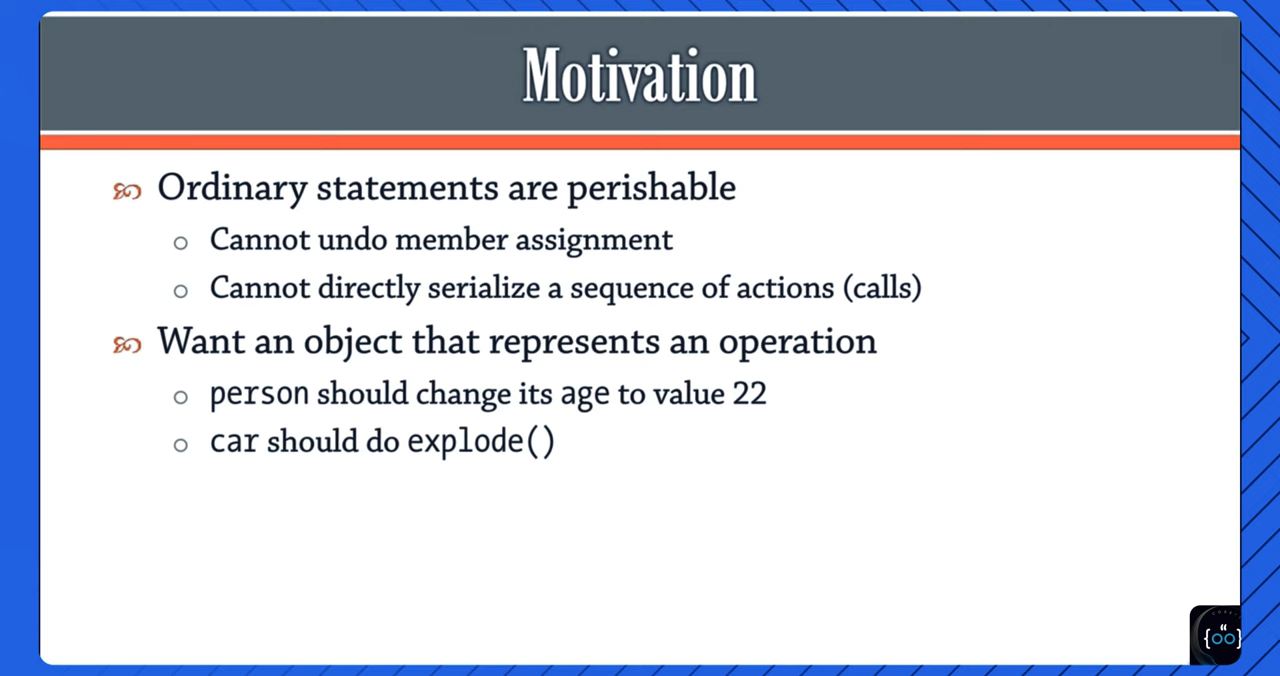 Motivation
Ordinary statements are perishable
Cannot undo member assignment
Cannot directly serialize a sequence of actions (calls)
Want an object that represents an operation
person should change its age to value 22
car should do explode()